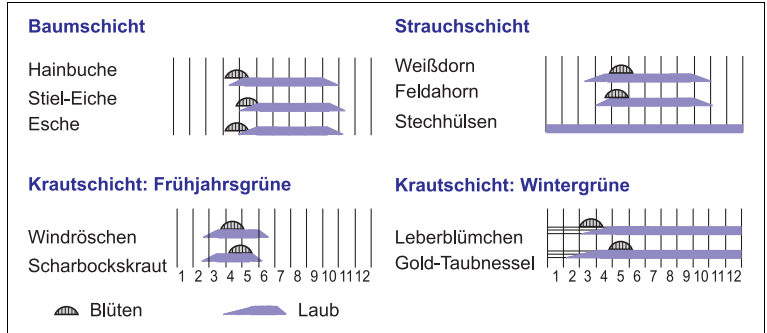 Baumschicht
Hainbuche
Stiel-Eiche
Esche
Strauchschicht
Weißdorn
Feldahorn
Stechhülsen
Krautschicht: Frühjahrsgrüne
Windröschen
Scharbockskraut
1 2 3 4 5 6 7 8 9 10 11 12
Krautschicht: Wintergrüne
Leberblümchen
Gold-Taubnessel
1 2 3 4 5 6 7 8 9 10 11 12
Blüten
Laub